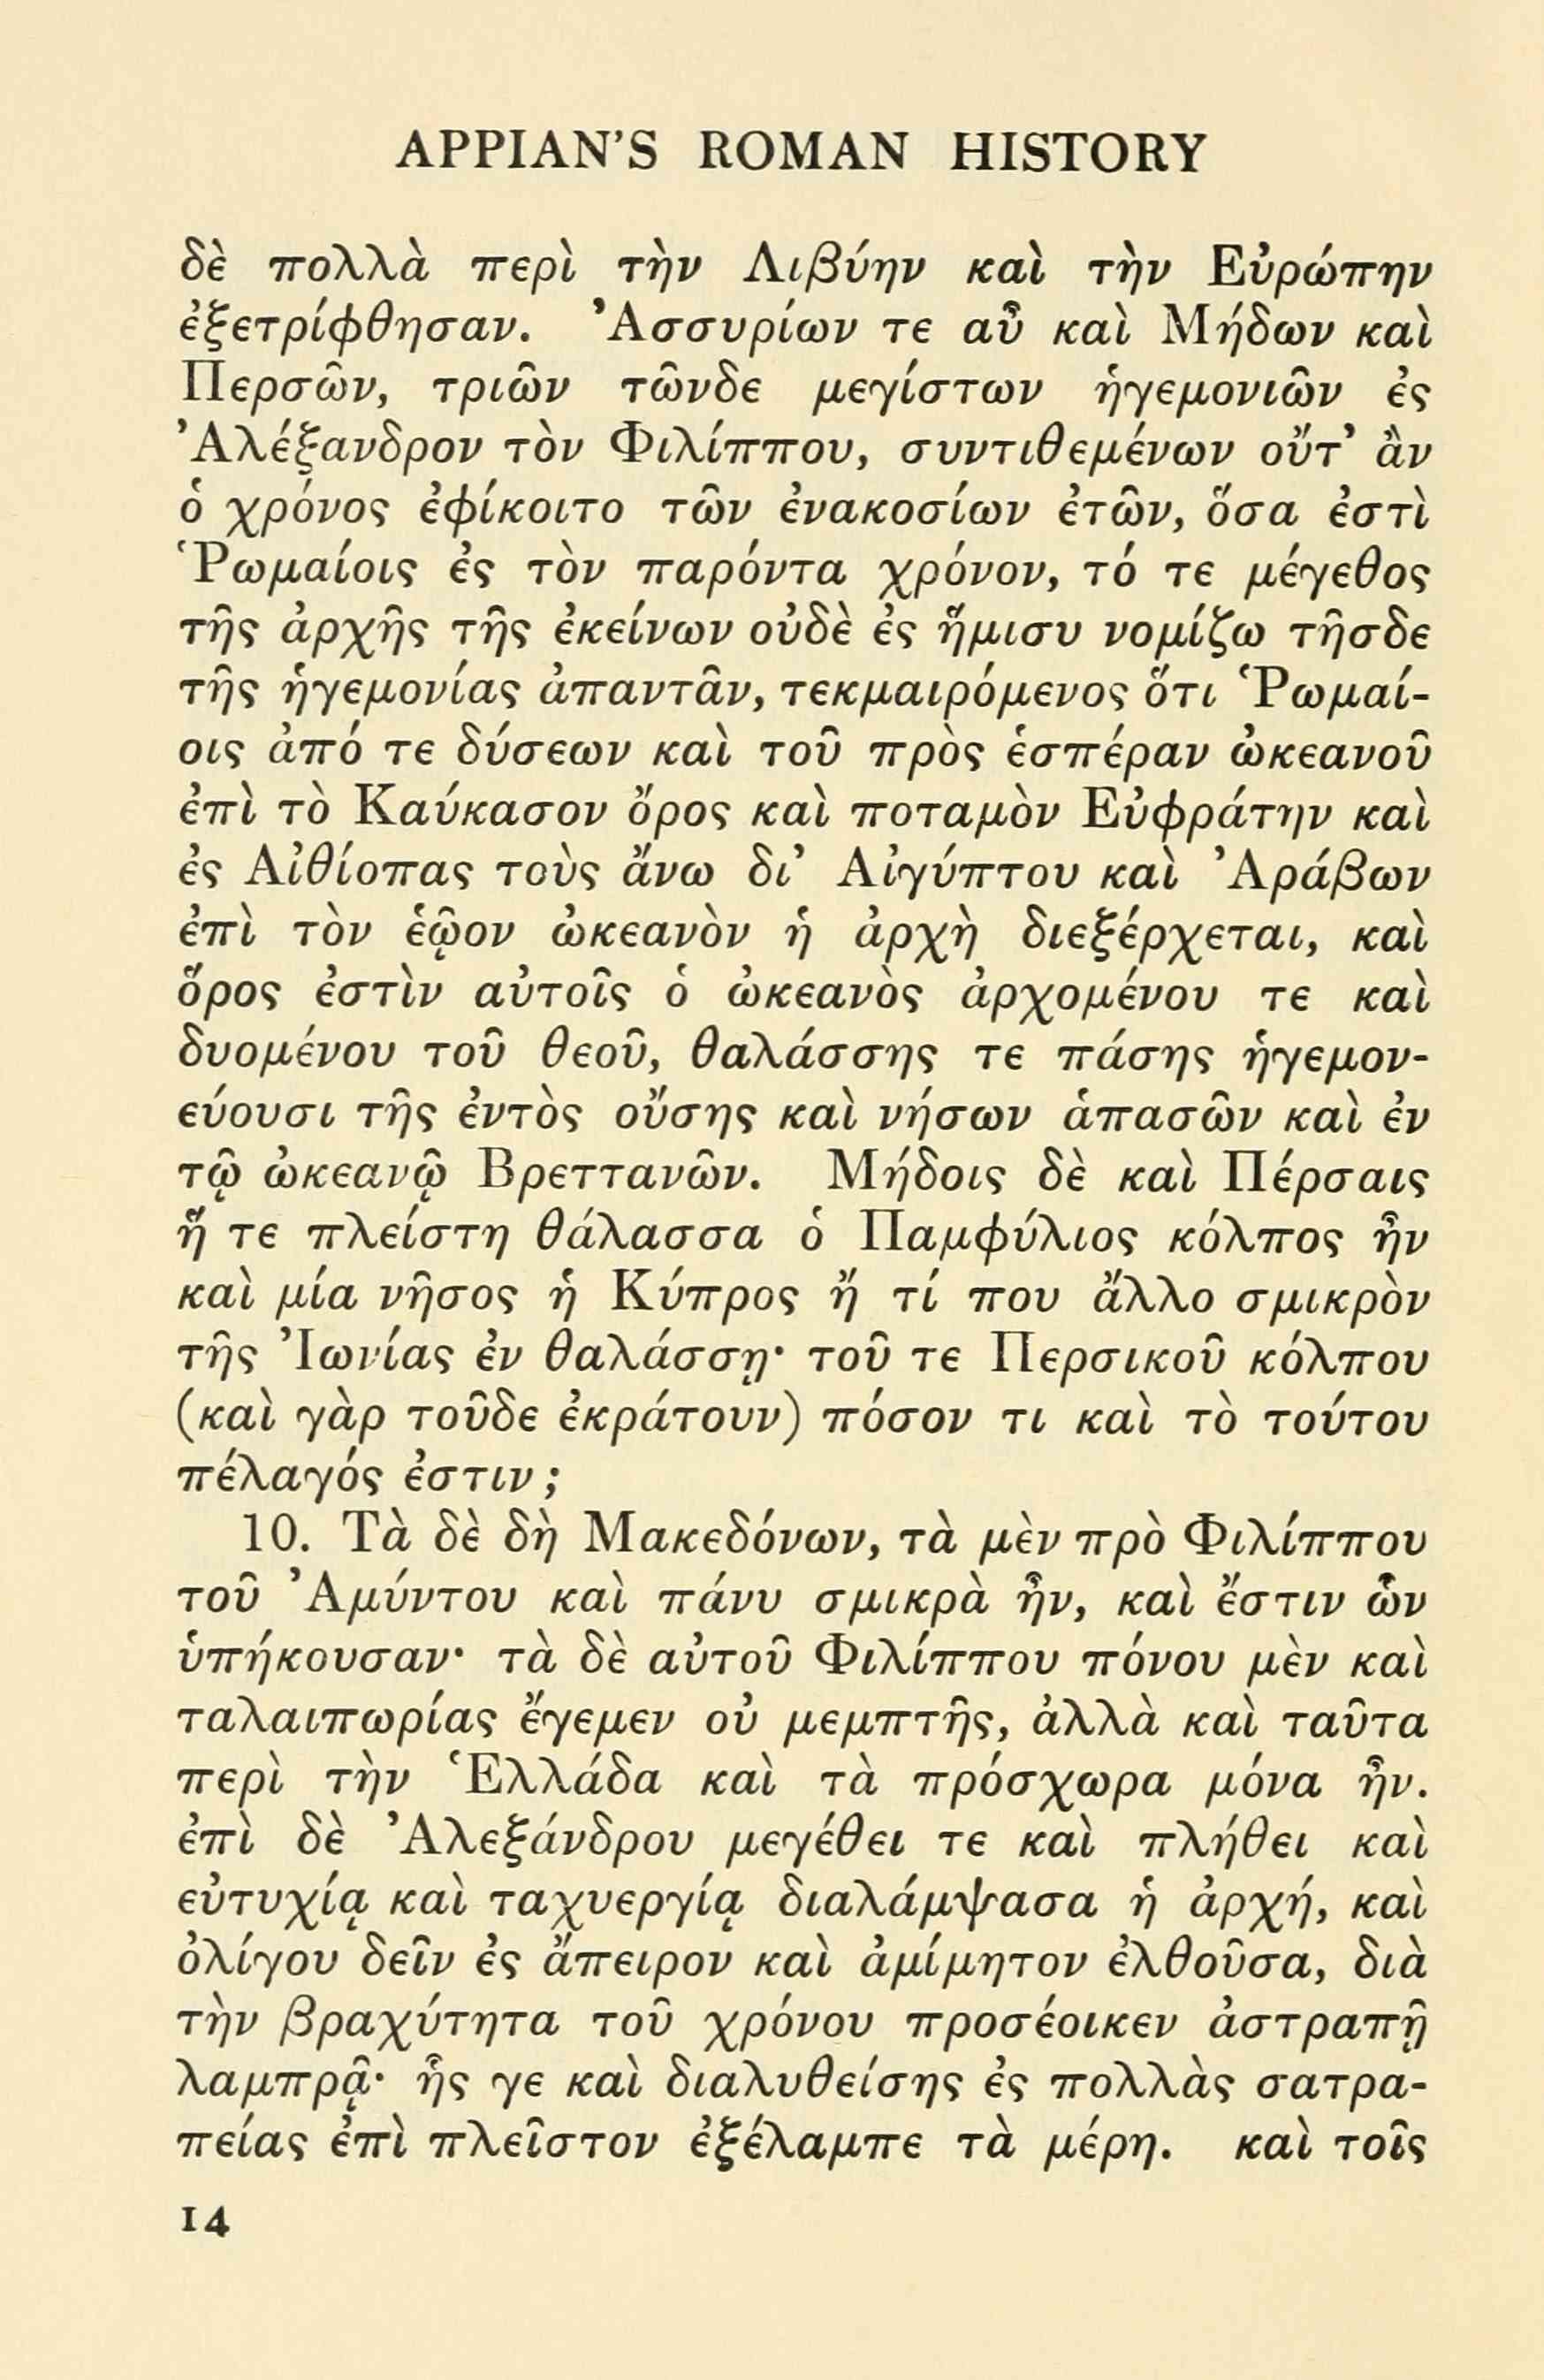 APPIAN'S ROMAN HISTORY
δὲ πολλὰ περὶ τὴν Λιβύην καὶ τὴν Εὐρώπην
ἐξετρίφθησαν. Ἀσσυρίων τε αὖ καὶ Μήδων καὶ
Περσῶν, τριῶν τῶνδε μεγίστων ἡγεμονιῶν ἐς
Ἀλέξανδρον τὸν Φιλίππου, συντιθεμένων οὔτ' ἂν
ὁ χρόνος ἐφίκοιτο τῶν ἐνακοσίων ἐτῶν, ὅσα ἐστὶ
Ῥωμαίοις ἐς τὸν παρόντα χρόνον, τό τε μέγεθος
τῆς ἀρχῆς τῆς ἐκείνων οὐδὲ ἐς ἥμισυ νομίζω τῆσδε
τῆς ἡγεμονίας ἀπαντᾶν, τεκμαιρόμενος ὅτι Ῥωμαί-
οις ἀπό τε δύσεων καὶ τοῦ πρὸς ἑσπέραν ὠκεανοῦ
ἐπὶ τὸ Καύκασον ὄρος καὶ ποταμὸν Εὐφράτην καὶ
ἐς Αἰθίοπας τοὺς ἄνω δι' Αἰγύπτου καὶ Ἀράβων
ἐπὶ τὸν ἑῷον ὠκεανὸν ἡ ἀρχὴ διεξέρχεται, καὶ
ὅρος ἐστὶν αὐτοῖς ὁ ὠκεανὸς ἀρχομένου τε καὶ
δυομένου τοῦ θεοῦ, θαλάσσης τε πάσης ἡγεμον-
εύουσι τῆς ἐντὸς οὔσης καὶ νήσων ἁπασῶν καὶ ἐν
τῷ ὠκεανῷ Βρεττανῶν. Μήδοις δὲ καὶ Πέρσαις
ἥ τε πλείστη θάλασσα ὁ Παμφύλιος κόλπος ἦν
καὶ μία νῆσος ἡ Κύπρος ἤ τί που ἄλλο σμικρὸν
τῆς Ἰωνίας ἐν θαλάσσῃ· τοῦ τε Περσικοῦ κόλπου
(καὶ γὰρ τοῦδε ἐκράτουν) πόσον τι καὶ τὸ τούτου
πέλαγός ἐστιν;
10. Τὰ δὲ δὴ Μακεδόνων, τὰ μὲν πρὸ Φιλίππου
τοῦ Ἀμύντου καὶ πάνυ σμικρὰ ἦν, καὶ ἔστιν ὧν
ὑπήκουσαν· τὰ δὲ αὐτοῦ Φιλίππου πόνου μὲν καὶ
ταλαιπωρίας ἔγεμεν οὐ μεμπτῆς, ἀλλὰ καὶ ταῦτα
περὶ τὴν Ἑλλάδα καὶ τὰ πρόσχωρα μόνα ἦν.
ἐπὶ δὲ Ἀλεξάνδρου μεγέθει τε καὶ πλήθει καὶ
εὐτυχίᾳ καὶ ταχυεργίᾳ διαλάμψασα ἡ ἀρχή, καὶ
ὀλίγου δεῖν ἐς ἄπειρον καὶ ἀμίμητον ἐλθοῦσα, διὰ
τὴν βραχύτητα τοῦ χρόνου προσέοικεν ἀστραπῇ
λαμπρᾷ· ἧς γε καὶ διαλυθείσης ἐς πολλὰς σατρα-
πείας ἐπὶ πλεῖστον ἐξέλαμπε τὰ μέρη. καὶ τοῖς
14